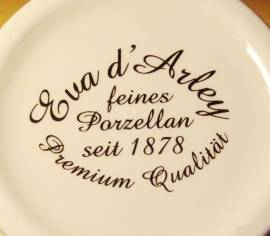 Eva d'Arley
feines
Porzellan
seit 1878
Premium Qualität